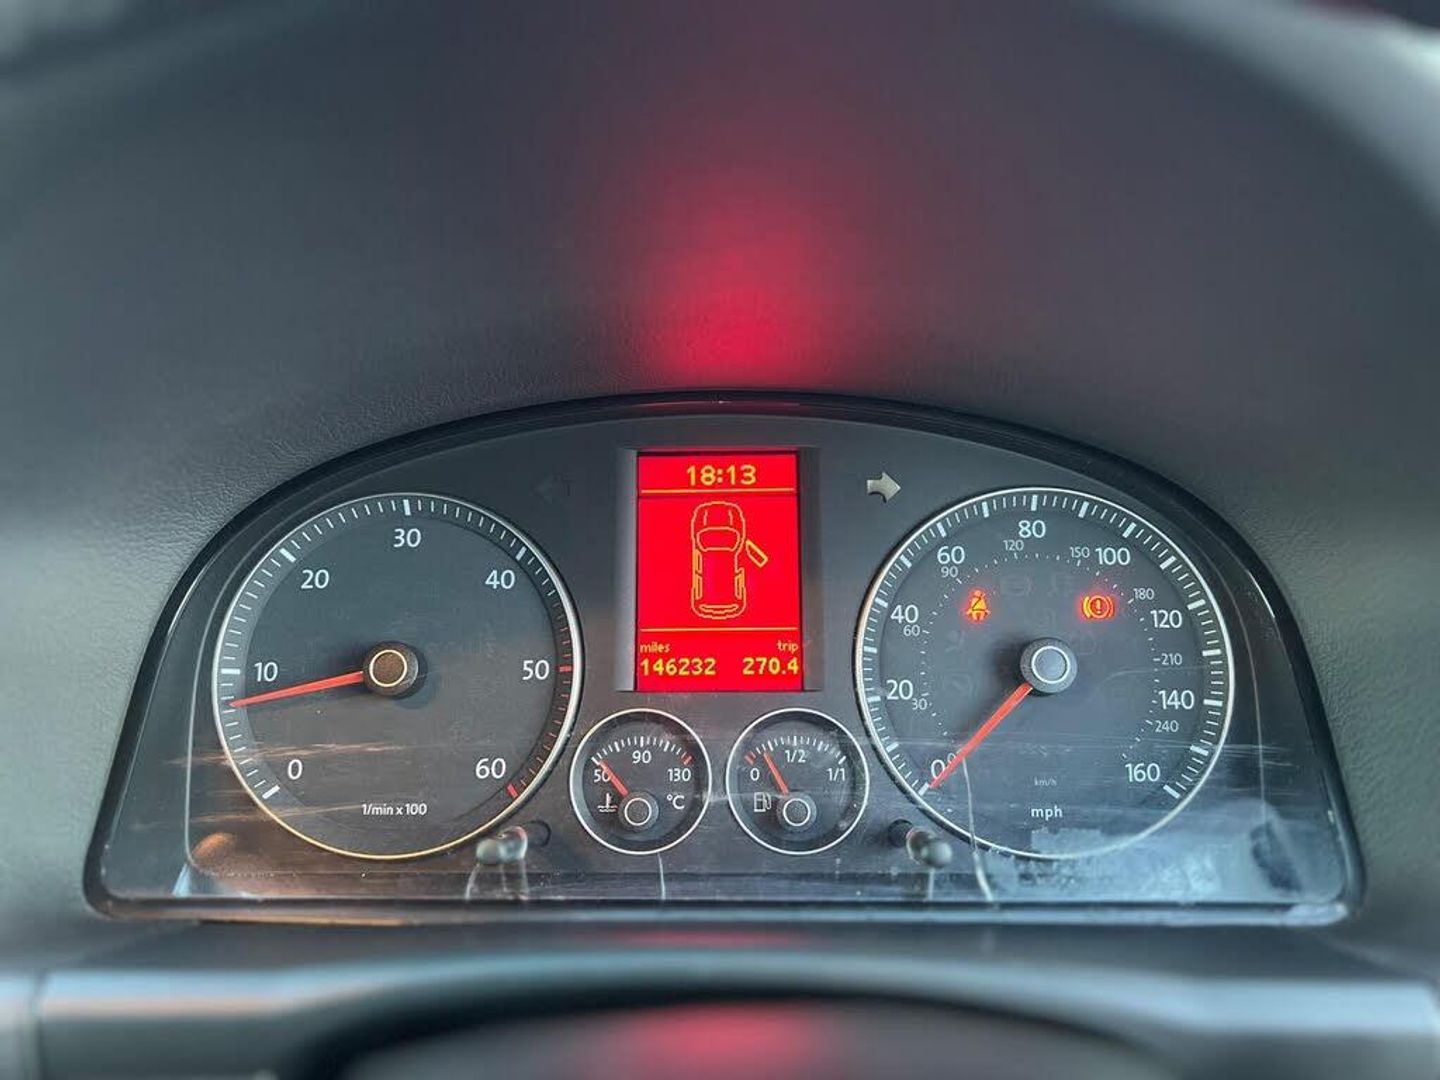 18:13
miles trip
146232 270.4
0 10 20 30 40 50 60
1/min x 100
50 90 130
°C
0 1/2 1/1
0 20 40 60 80 100 120 140 160
30 60 90 120 150 180 210 240
km/h
mph